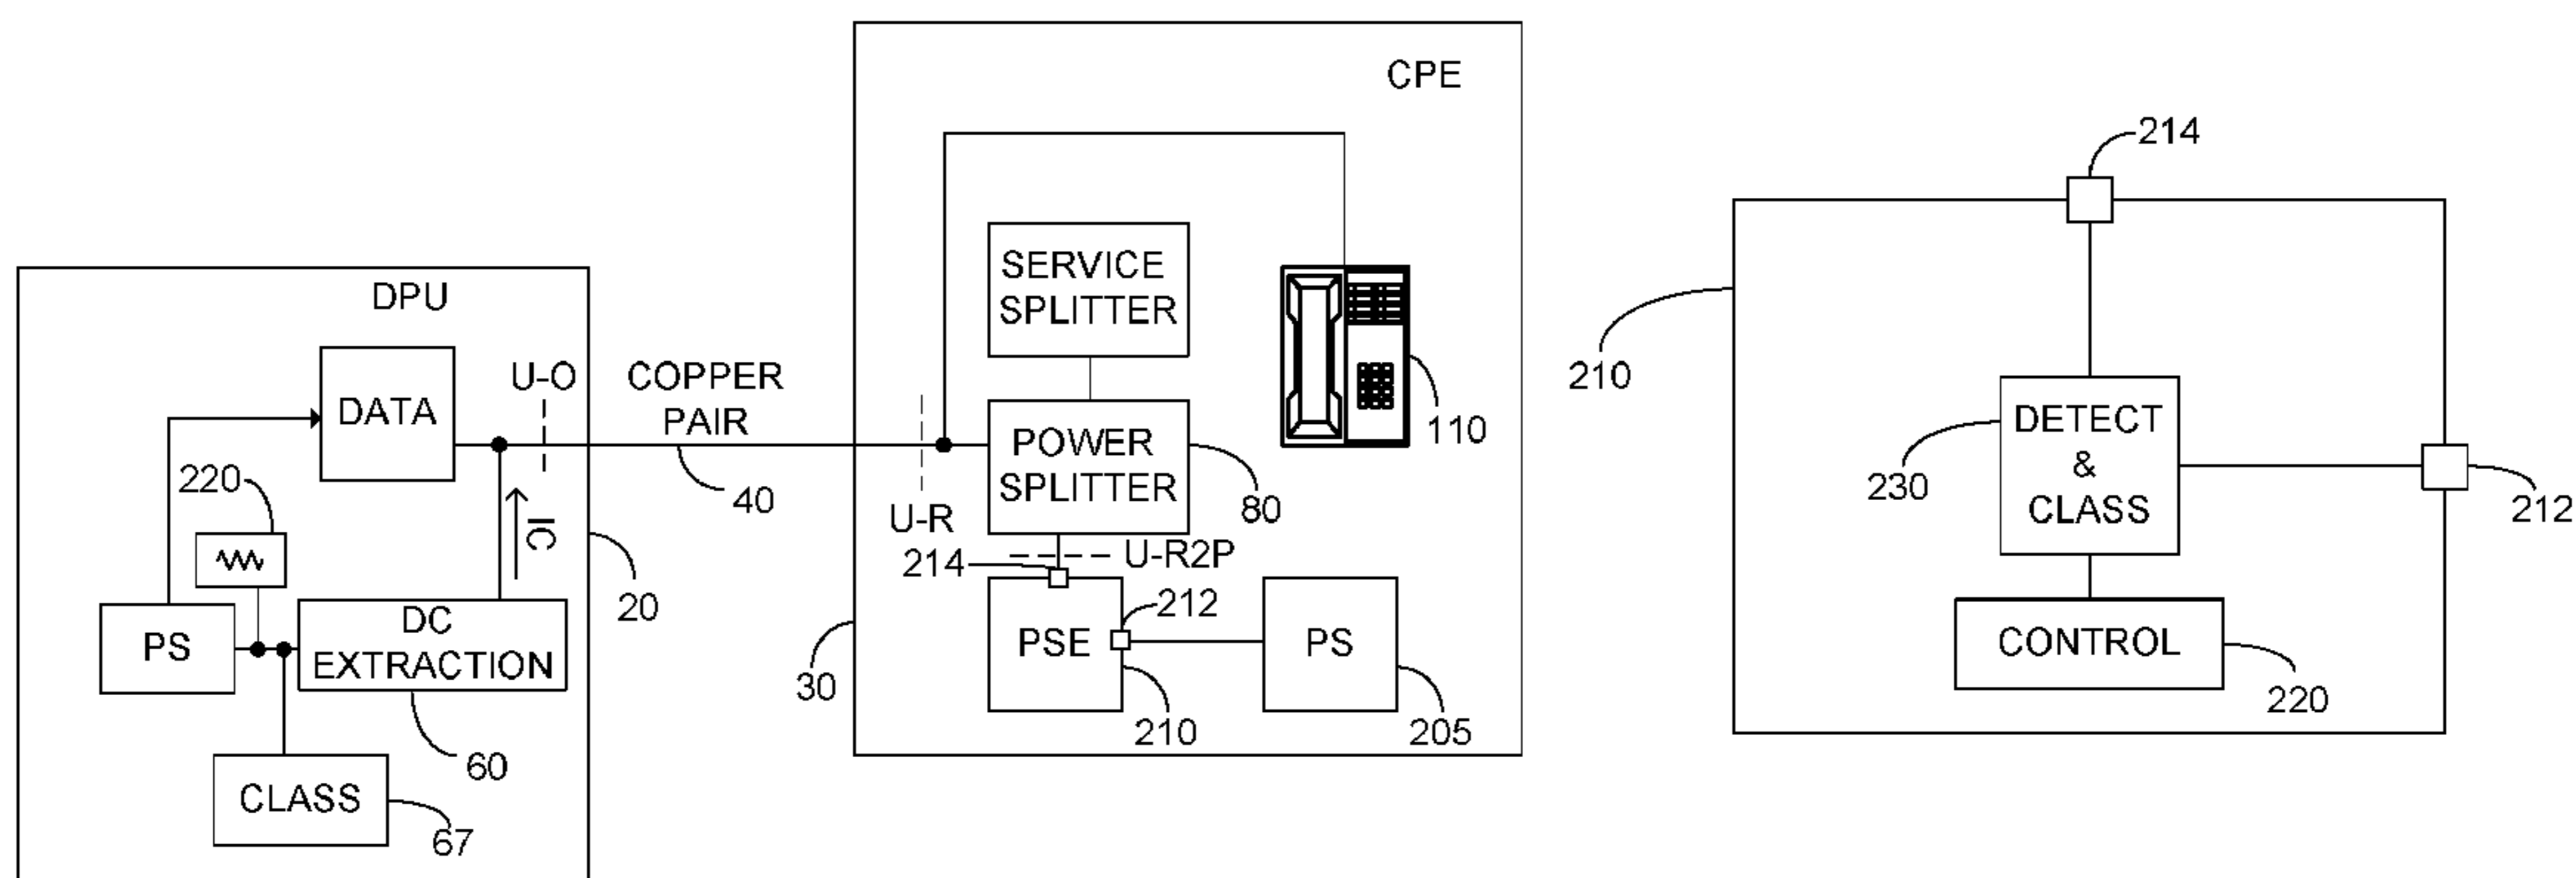 DPU
DATA
U-O
220
IC
PS
DC
EXTRACTION
CLASS
60
67
20
COPPER
PAIR
40
CPE
SERVICE
SPLITTER
POWER
SPLITTER
80
110
U-R
214
U-R2P
212
PSE
PS
30
210
205
214
210
DETECT
&
CLASS
230
212
CONTROL
220